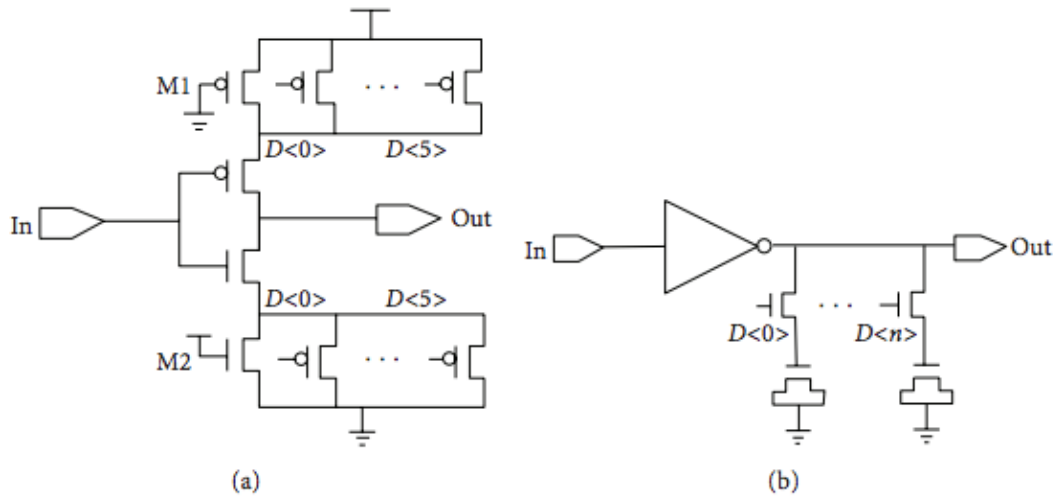 M1
D<0> D<5>
In
Out
D<0> D<5>
M2
. . .
. . .
(a)
In
Out
. . .
D<0> D<n>
(b)